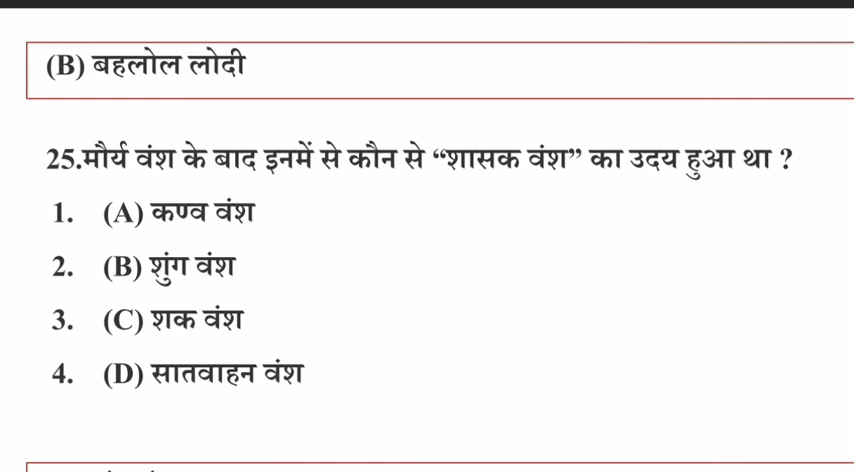 (B) बहलोल लोदी
25.मौर्य वंश के बाद इनमें से कौन से “शासक वंश” का उदय हुआ था ?
1. (A) कण्व वंश
2. (B) शुंग वंश
3. (C) शक वंश
4. (D) सातवाहन वंश